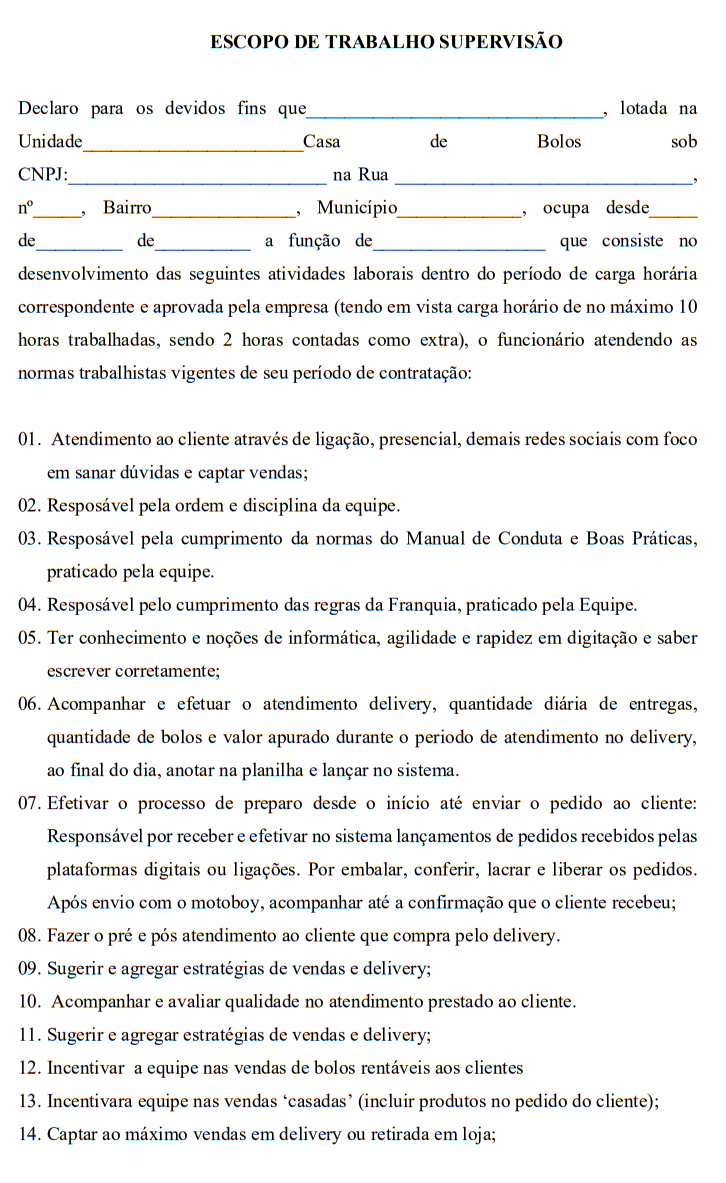 ESCOPO DE TRABALHO SUPERVISÃO
Declaro para os devidos fins que_______________________________, lotada na
Unidade_______________________Casa de Bolos sob
CNPJ:___________________________ na Rua _______________________________,
nº_____, Bairro_______________, Município_____________, ocupa desde_____
de_________ de__________ a função de__________________ que consiste no
desenvolvimento das seguintes atividades laborais dentro do período de carga horária
correspondente e aprovada pela empresa (tendo em vista carga horário de no máximo 10
horas trabalhadas, sendo 2 horas contadas como extra), o funcionário atendendo as
normas trabalhistas vigentes de seu período de contratação:
01. Atendimento ao cliente através de ligação, presencial, demais redes sociais com foco
em sanar dúvidas e captar vendas;
02. Resposável pela ordem e disciplina da equipe.
03. Resposável pela cumprimento da normas do Manual de Conduta e Boas Práticas,
praticado pela equipe.
04. Resposável pelo cumprimento das regras da Franquia, praticado pela Equipe.
05. Ter conhecimento e noções de informática, agilidade e rapidez em digitação e saber
escrever corretamente;
06. Acompanhar e efetuar o atendimento delivery, quantidade diária de entregas,
quantidade de bolos e valor apurado durante o periodo de atendimento no delivery,
ao final do dia, anotar na planilha e lançar no sistema.
07. Efetivar o processo de preparo desde o início até enviar o pedido ao cliente:
Responsável por receber e efetivar no sistema lançamentos de pedidos recebidos pelas
plataformas digitais ou ligações. Por embalar, conferir, lacrar e liberar os pedidos.
Após envio com o motoboy, acompanhar até a confirmação que o cliente recebeu;
08. Fazer o pré e pós atendimento ao cliente que compra pelo delivery.
09. Sugerir e agregar estratégias de vendas e delivery;
10. Acompanhar e avaliar qualidade no atendimento prestado ao cliente.
11. Sugerir e agregar estratégias de vendas e delivery;
12. Incentivar a equipe nas vendas de bolos rentáveis aos clientes
13. Incentivara equipe nas vendas ‘casadas’ (incluir produtos no pedido do cliente);
14. Captar ao máximo vendas em delivery ou retirada em loja;